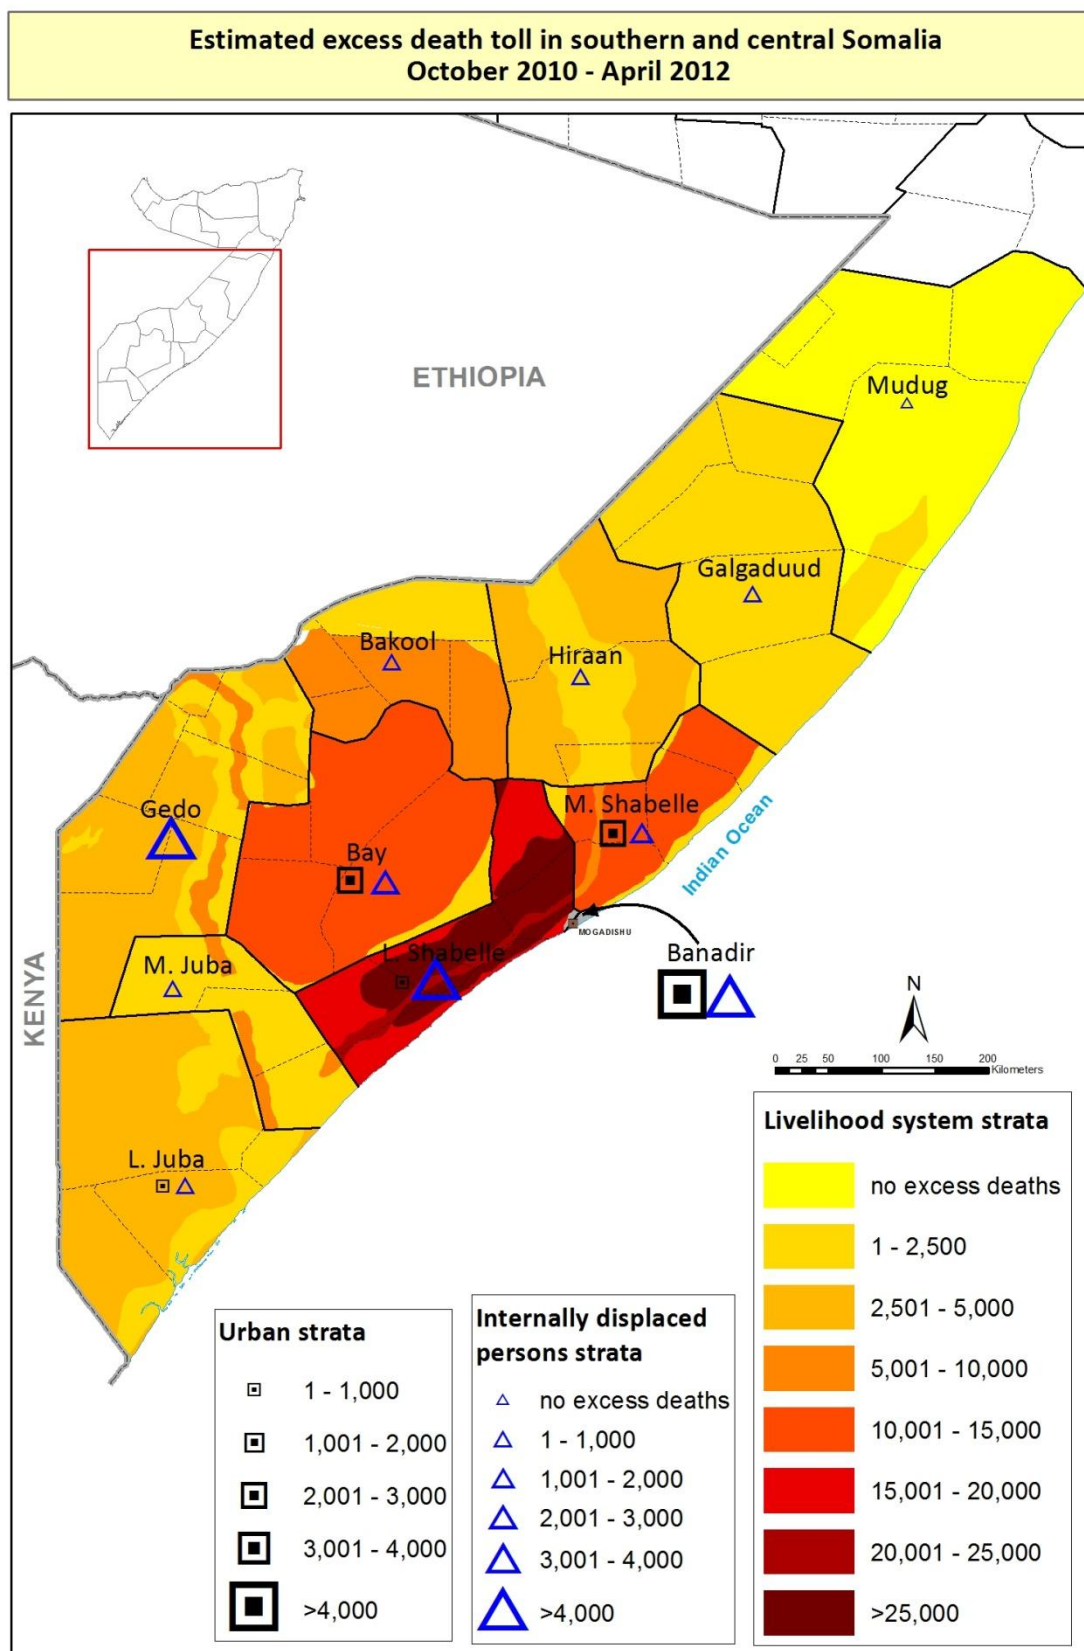 Estimated excess death toll in southern and central Somalia
October 2010 - April 2012
ETHIOPIA
Mudug
Galgaduud
Bakool
Hiraan
Gedo
M. Shabelle
Bay
Indian Ocean
MOGADISHU
L. Shabelle
Banadir
M. Juba
KENYA
N
0 25 50 100 150 200
Kilometers
L. Juba
Livelihood system strata
no excess deaths
1 - 2,500
2,501 - 5,000
5,001 - 10,000
10,001 - 15,000
15,001 - 20,000
20,001 - 25,000
>25,000
Urban strata
1 - 1,000
1,001 - 2,000
2,001 - 3,000
3,001 - 4,000
>4,000
Internally displaced
persons strata
no excess deaths
1 - 1,000
1,001 - 2,000
2,001 - 3,000
3,001 - 4,000
>4,000